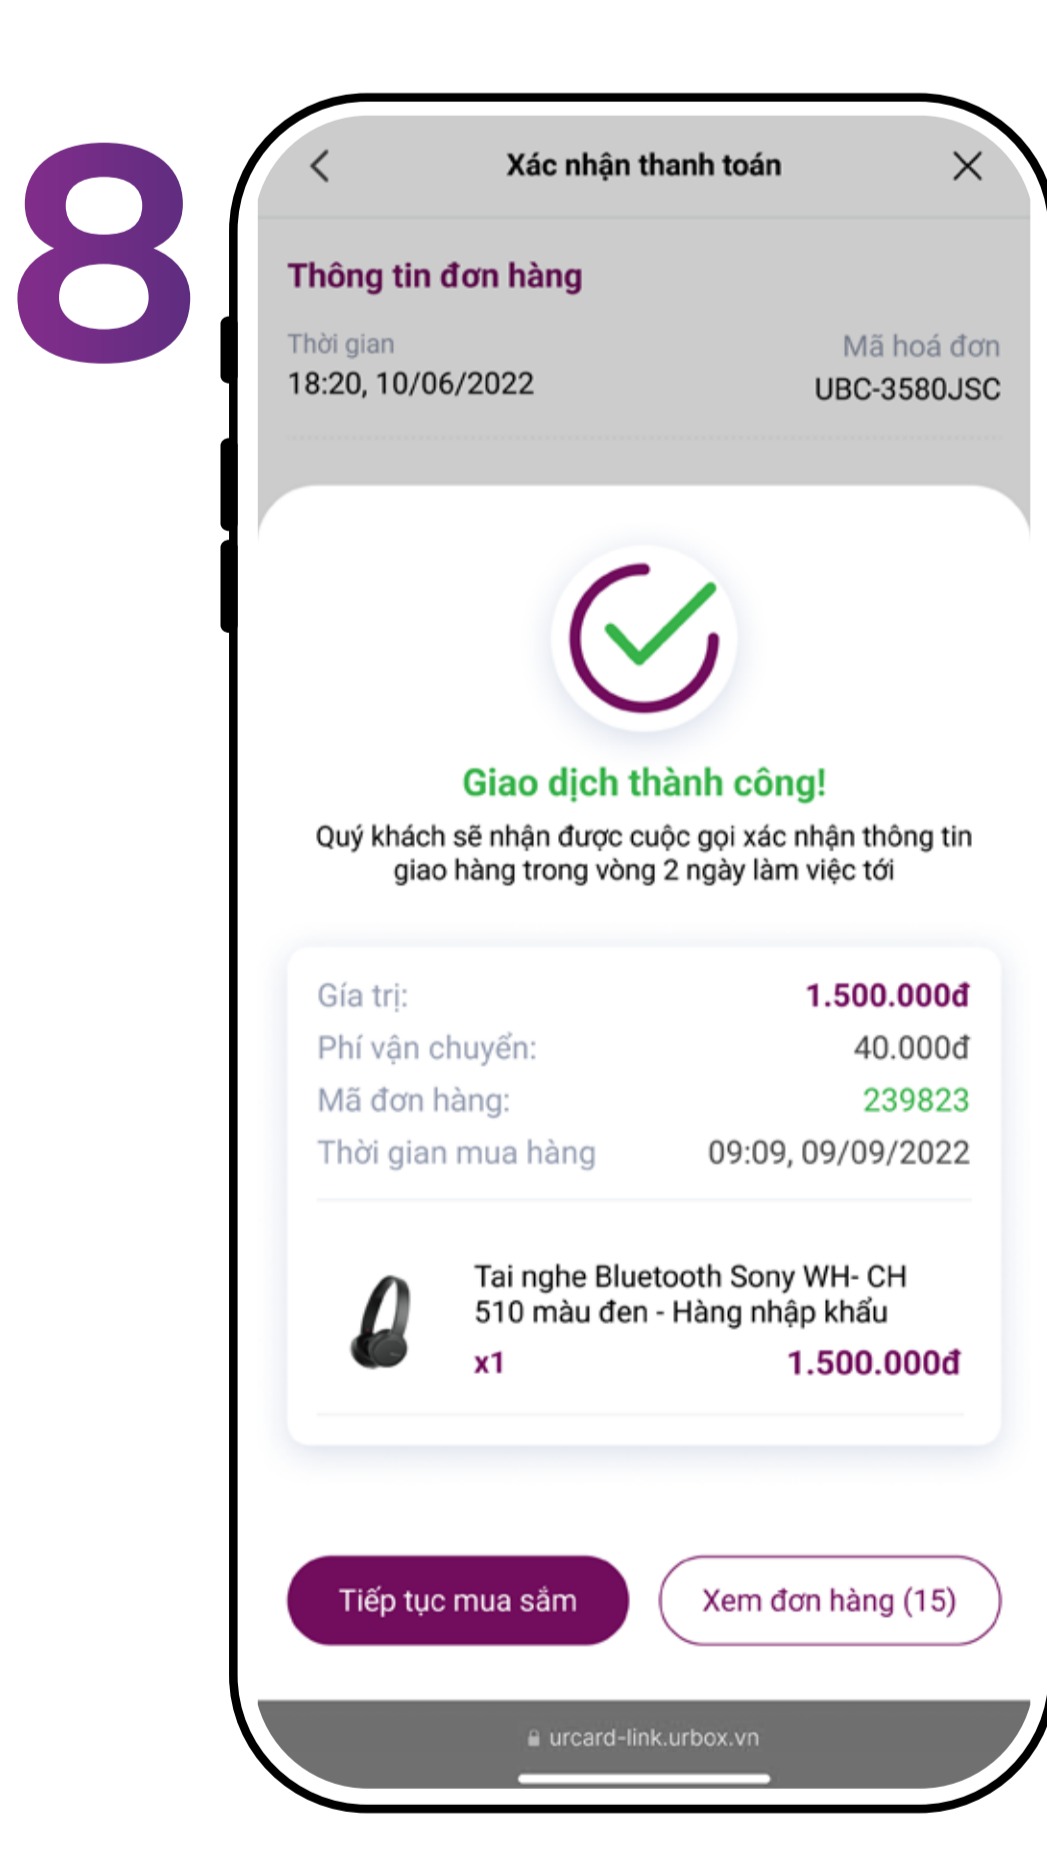 8
Xác nhận thanh toán
Thông tin đơn hàng
Thời gian
Mã hoá đơn
18:20, 10/06/2022
UBC-3580JSC
Giao dịch thành công!
Quý khách sẽ nhận được cuộc gọi xác nhận thông tin
giao hàng trong vòng 2 ngày làm việc tới
Gía trị: 1.500.000đ
Phí vận chuyển: 40.000đ
Mã đơn hàng: 239823
Thời gian mua hàng 09:09, 09/09/2022
Tai nghe Bluetooth Sony WH- CH
510 màu đen - Hàng nhập khẩu
x1 1.500.000đ
Tiếp tục mua sắm
Xem đơn hàng (15)
urcard-link.urbox.vn